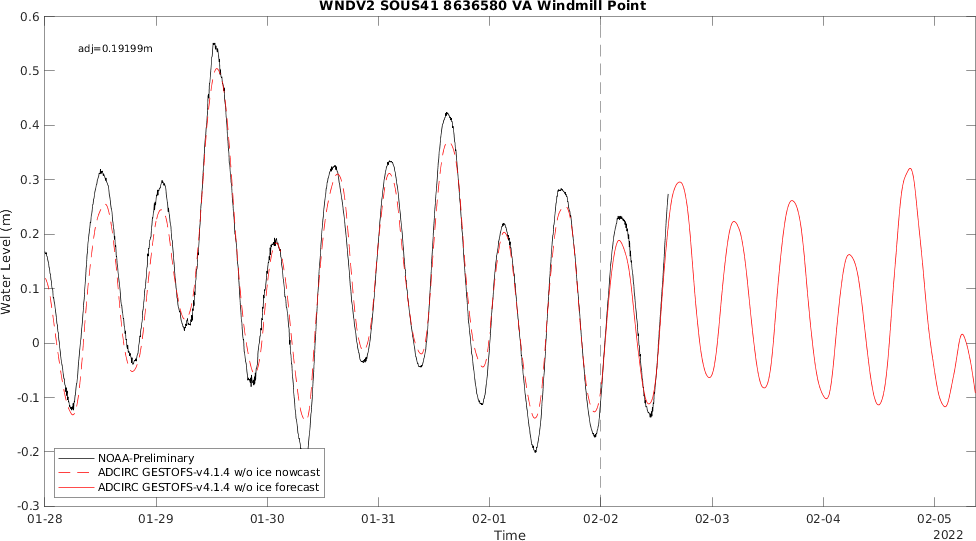 WNDV2 SOUS41 8636580 VA Windmill Point
adj=0.19199m
0.6
0.5
0.4
0.3
0.2
0.1
0
-0.1
-0.2
-0.3
Water Level (m)
NOAA-Preliminary
ADCIRC GESTOFS-v4.1.4 w/o ice nowcast
ADCIRC GESTOFS-v4.1.4 w/o ice forecast
01-28 01-29 01-30 01-31 02-01 02-02 02-03 02-04 02-05
Time
2022